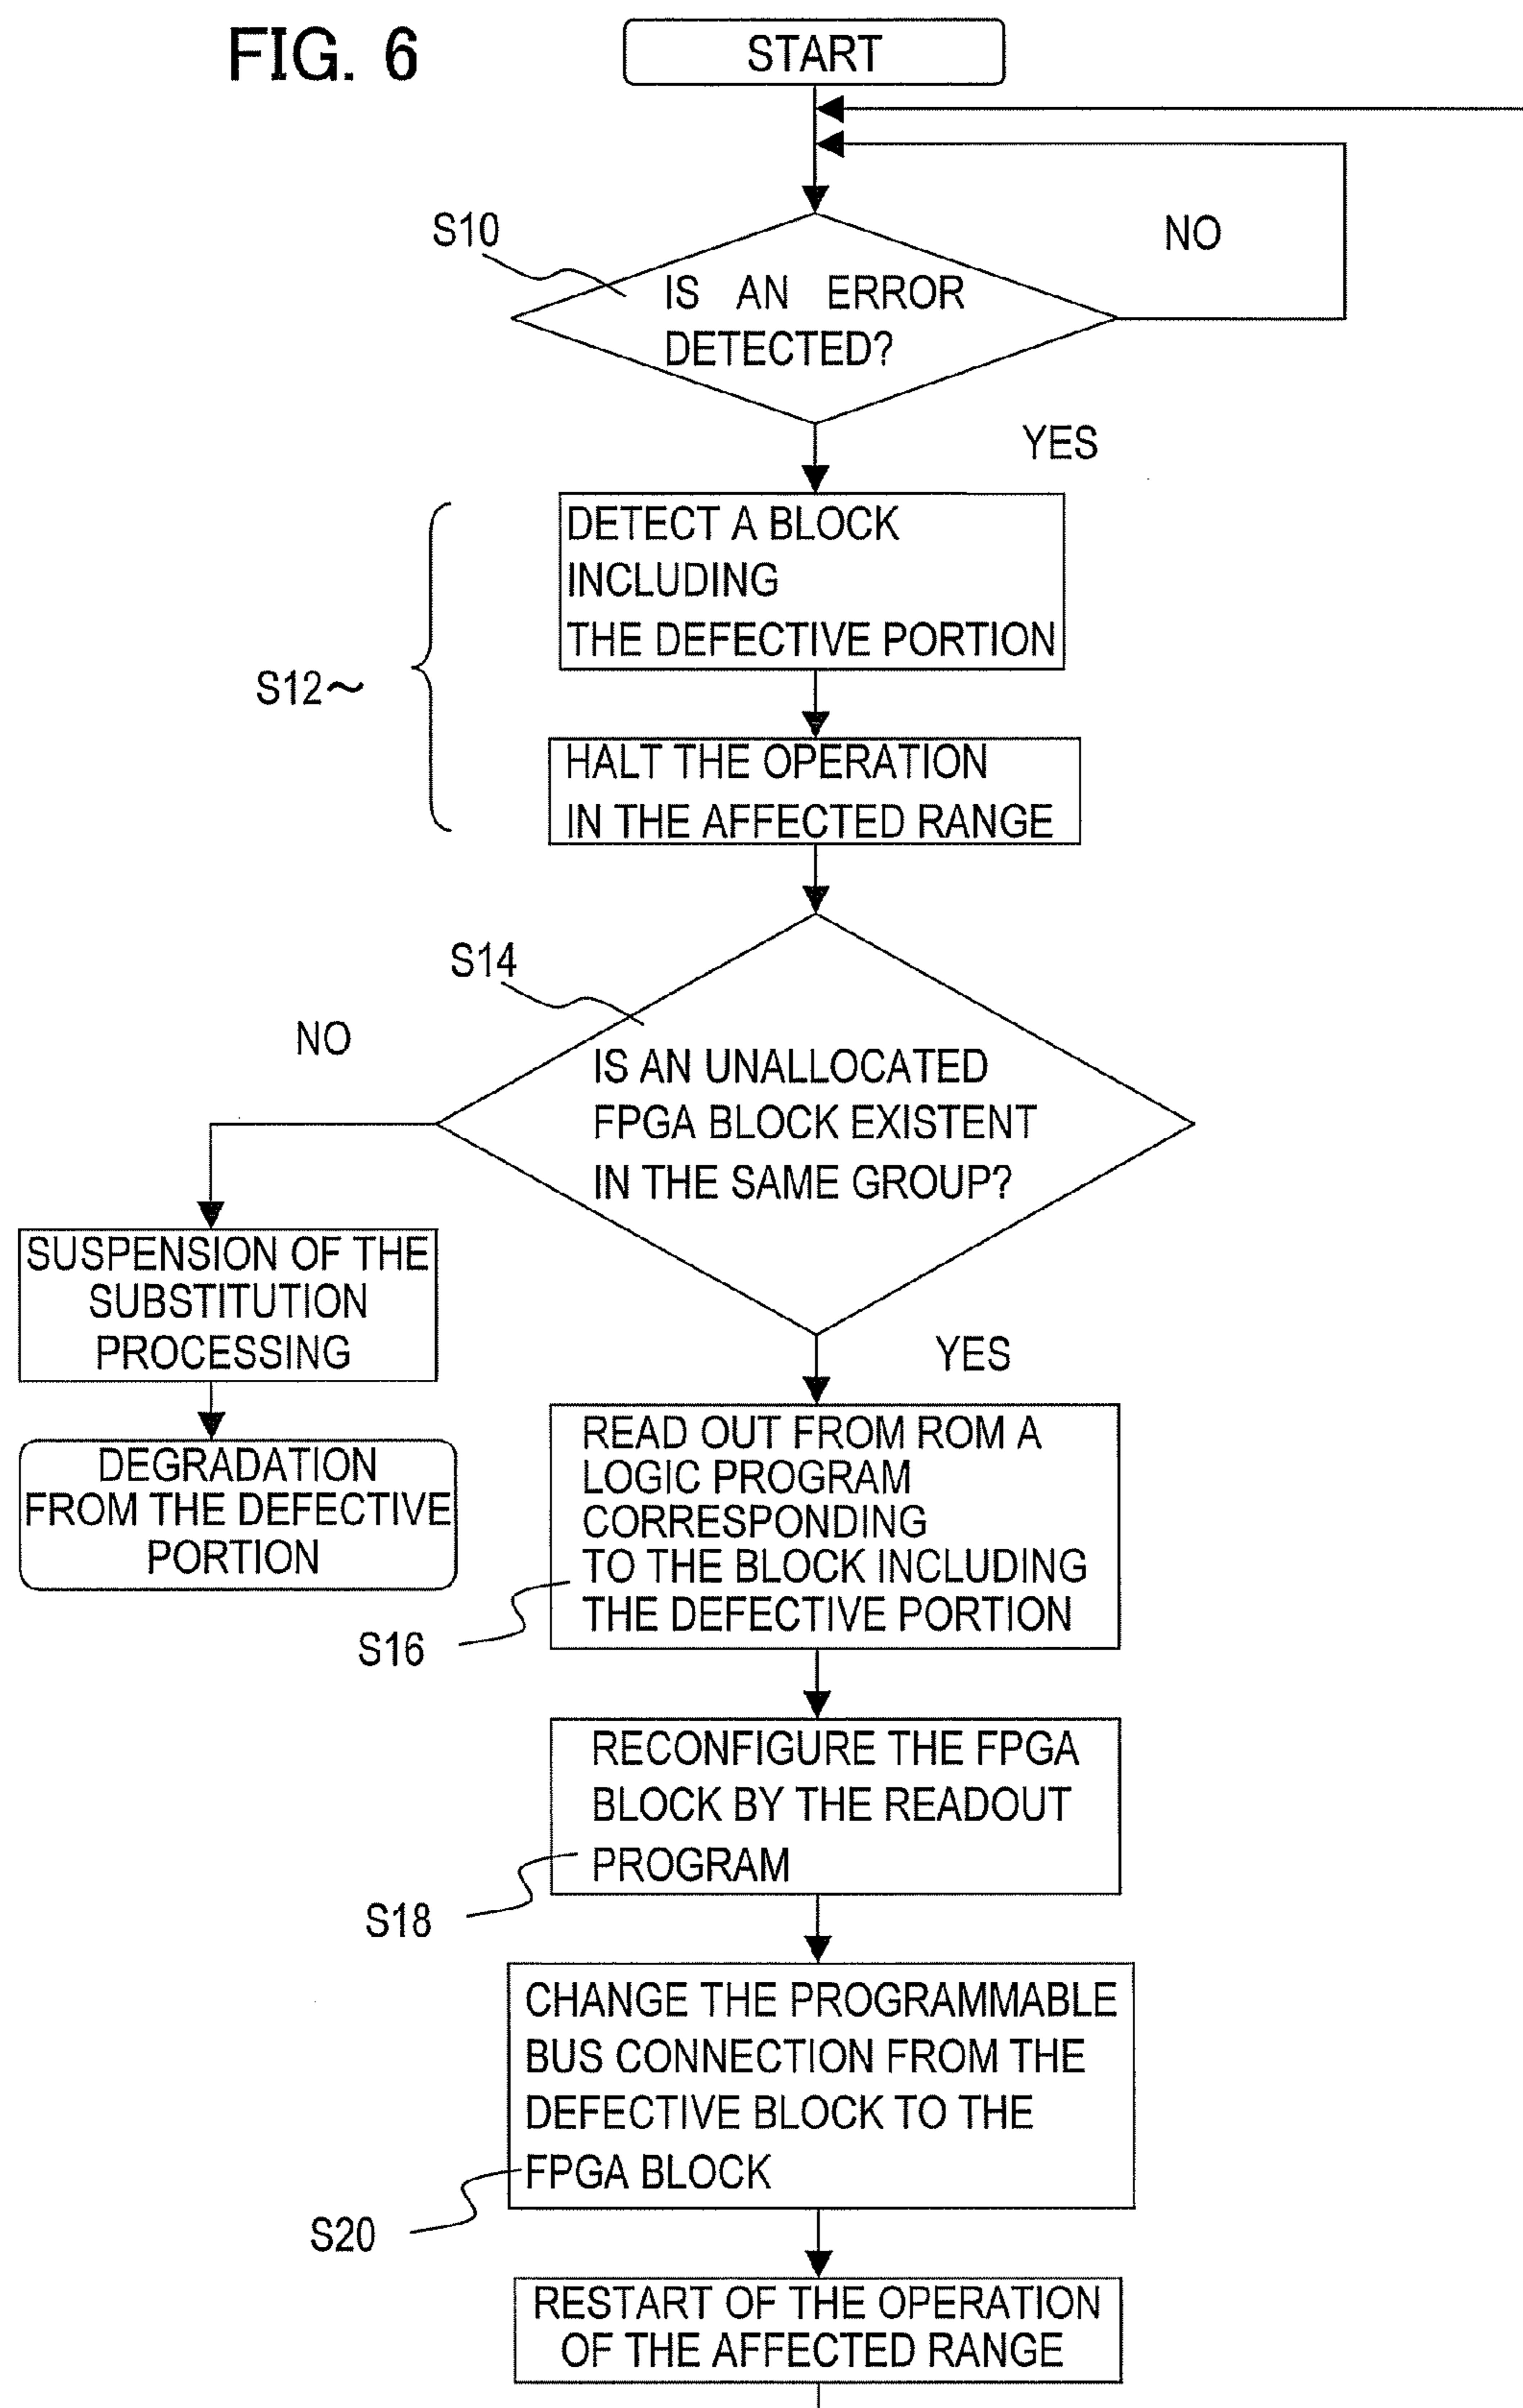 FIG. 6
START
S10
NO
IS AN ERROR
DETECTED?
YES
DETECT A BLOCK
INCLUDING
THE DEFECTIVE PORTION
S12~
HALT THE OPERATION
IN THE AFFECTED RANGE
S14
NO
IS AN UNALLOCATED
FPGA BLOCK EXISTENT
IN THE SAME GROUP?
SUSPENSION OF THE
SUBSTITUTION
PROCESSING
YES
DEGRADATION
FROM THE DEFECTIVE
PORTION
READ OUT FROM ROM A
LOGIC PROGRAM
CORRESPONDING
TO THE BLOCK INCLUDING
THE DEFECTIVE PORTION
S16
RECONFIGURE THE FPGA
BLOCK BY THE READOUT
PROGRAM
S18
CHANGE THE PROGRAMMABLE
BUS CONNECTION FROM THE
DEFECTIVE BLOCK TO THE
FPGA BLOCK
S20
RESTART OF THE OPERATION
OF THE AFFECTED RANGE